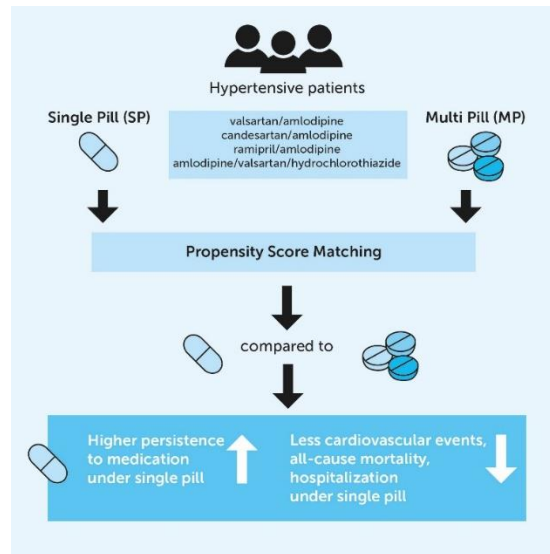 Hypertensive patients
Single Pill (SP)
valsartan/amlodipine
candesartan/amlodipine
ramipril/amlodipine
amlodipine/valsartan/hydrochlorothiazide
Multi Pill (MP)
Propensity Score Matching
compared to
Higher persistence
to medication
under single pill
Less cardiovascular events,
all-cause mortality,
hospitalization
under single pill